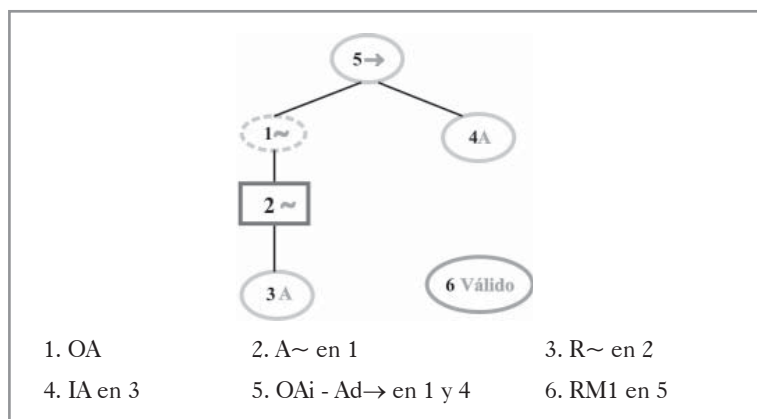 5→
1~
4A
2 ~
3 A
6 Válido
1. OA 2. A~ en 1 3. R~ en 2
4. IA en 3 5. OAi - Ad→ en 1 y 4 6. RM1 en 5